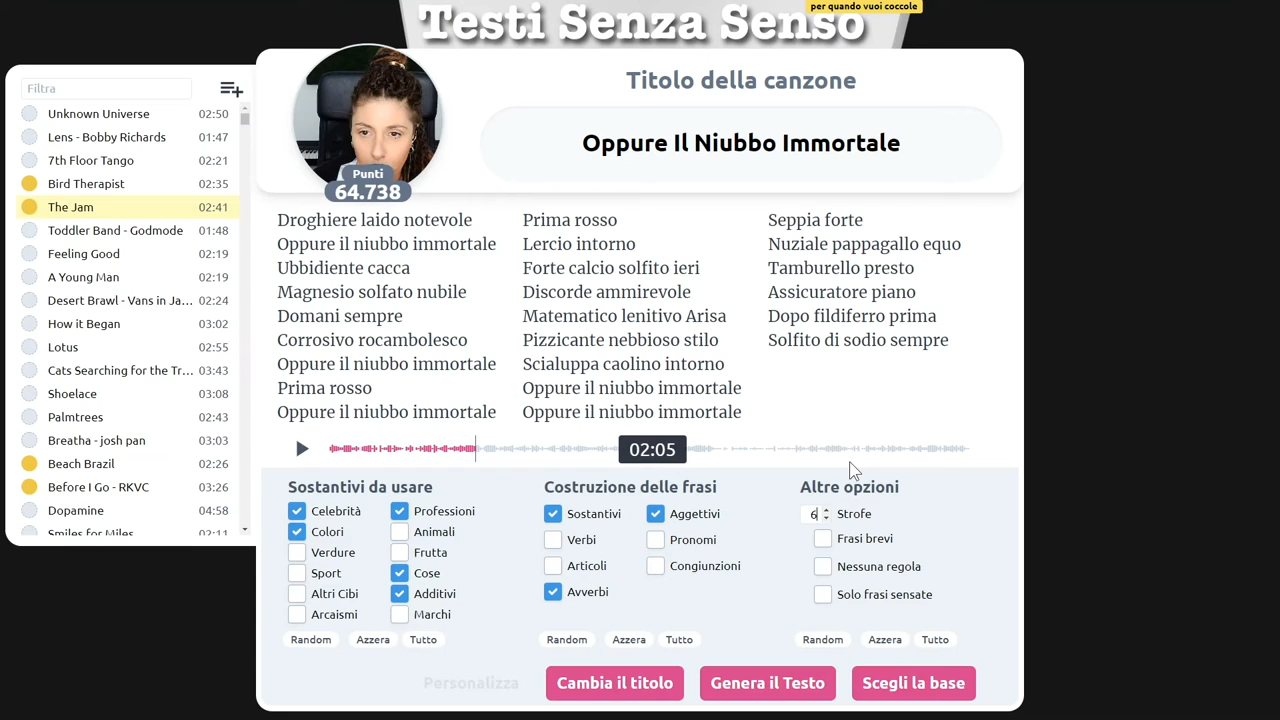 per quando vuoi coccole
Testi Senza Senso
Filtra
Unknown Universe 02:50
Lens - Bobby Richards 01:47
7th Floor Tango 02:21
Bird Therapist 02:35
The Jam 02:41
Toddler Band - Godmode 01:48
Feeling Good 02:19
A Young Man 02:19
Desert Brawl - Vans in Ja... 02:24
How it Began 03:02
Lotus 02:55
Cats Searching for the Tr... 03:43
Shoelace 03:08
Palmtrees 02:43
Breatha - josh pan 03:03
Beach Brazil 02:26
Before I Go - RKVC 03:26
Dopamine 04:58
Smiles for Miles 02:11
Titolo della canzone
Oppure Il Niubbo Immortale
Punti
64.738
Droghiere laido notevole
Oppure il niubbo immortale
Ubbidiente cacca
Magnesio solfato nubile
Domani sempre
Corrosivo rocambolesco
Oppure il niubbo immortale
Prima rosso
Oppure il niubbo immortale
Prima rosso
Lercio intorno
Forte calcio solfito ieri
Discorde ammirevole
Matematico lenitivo Arisa
Pizzicante nebbioso stilo
Scialuppa caolino intorno
Oppure il niubbo immortale
Oppure il niubbo immortale
Seppia forte
Nuziale pappagallo equo
Tamburello presto
Assicuratore piano
Dopo fildiferro prima
Solfito di sodio sempre
02:05
Sostantivi da usare
Celebrità Professioni
Colori Animali
Verdure Frutta
Sport Cose
Altri Cibi Additivi
Arcaismi Marchi
Random Azzera Tutto
Costruzione delle frasi
Sostantivi Aggettivi
Verbi Pronomi
Articoli Congiunzioni
Avverbi
Random Azzera Tutto
Altre opzioni
6 Strofe
Frasi brevi
Nessuna regola
Solo frasi sensate
Random Azzera Tutto
Personalizza
Cambia il titolo
Genera il Testo
Scegli la base